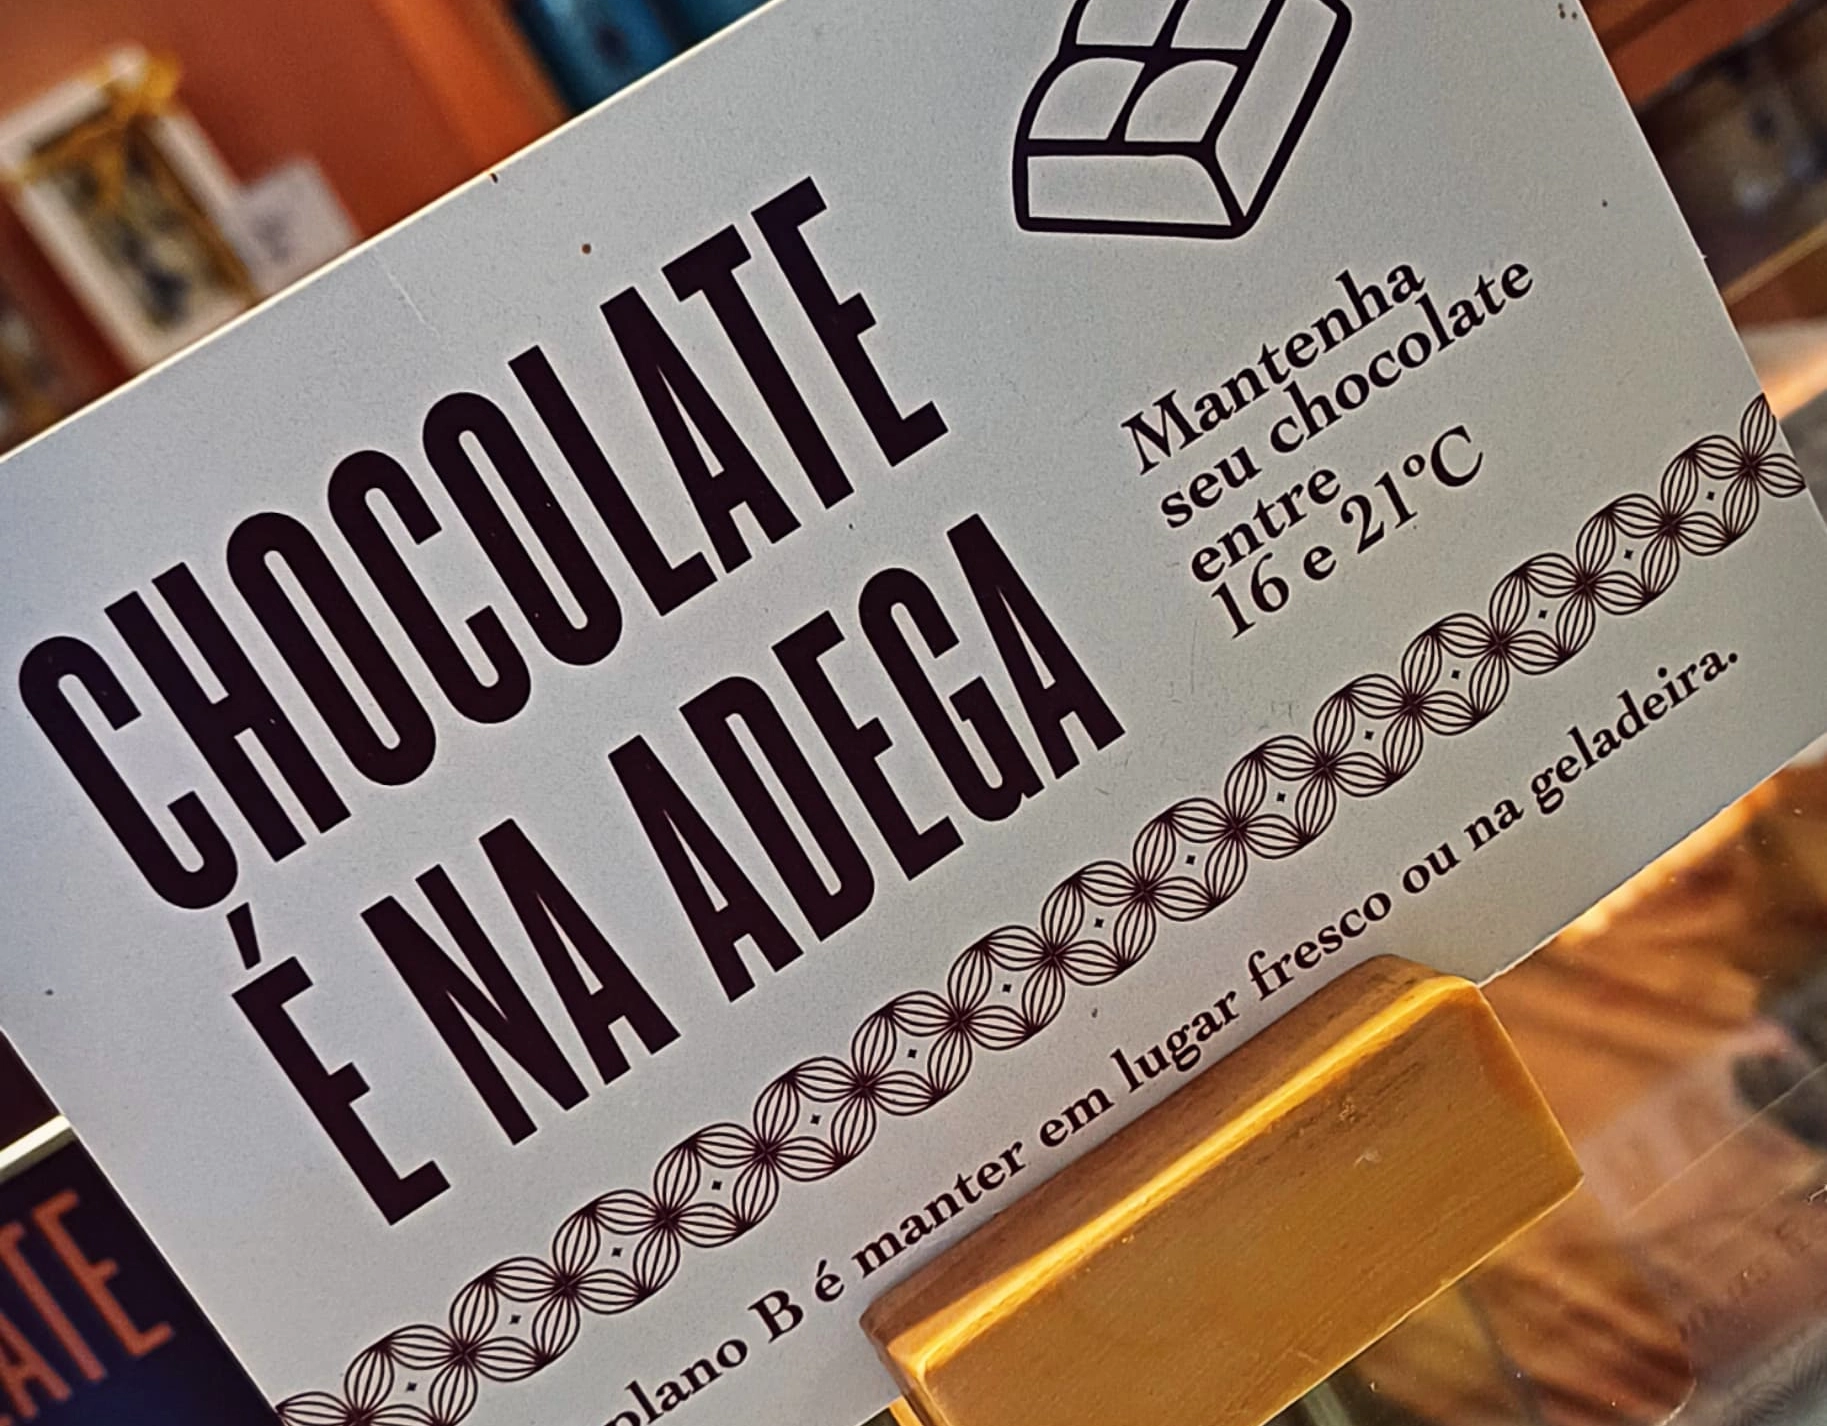 CHOCOLATE
É NA ADEGA
Mantenha
seu chocolate
entre
16 e 21°C
plano B é manter em lugar fresco ou na geladeira.
ATE